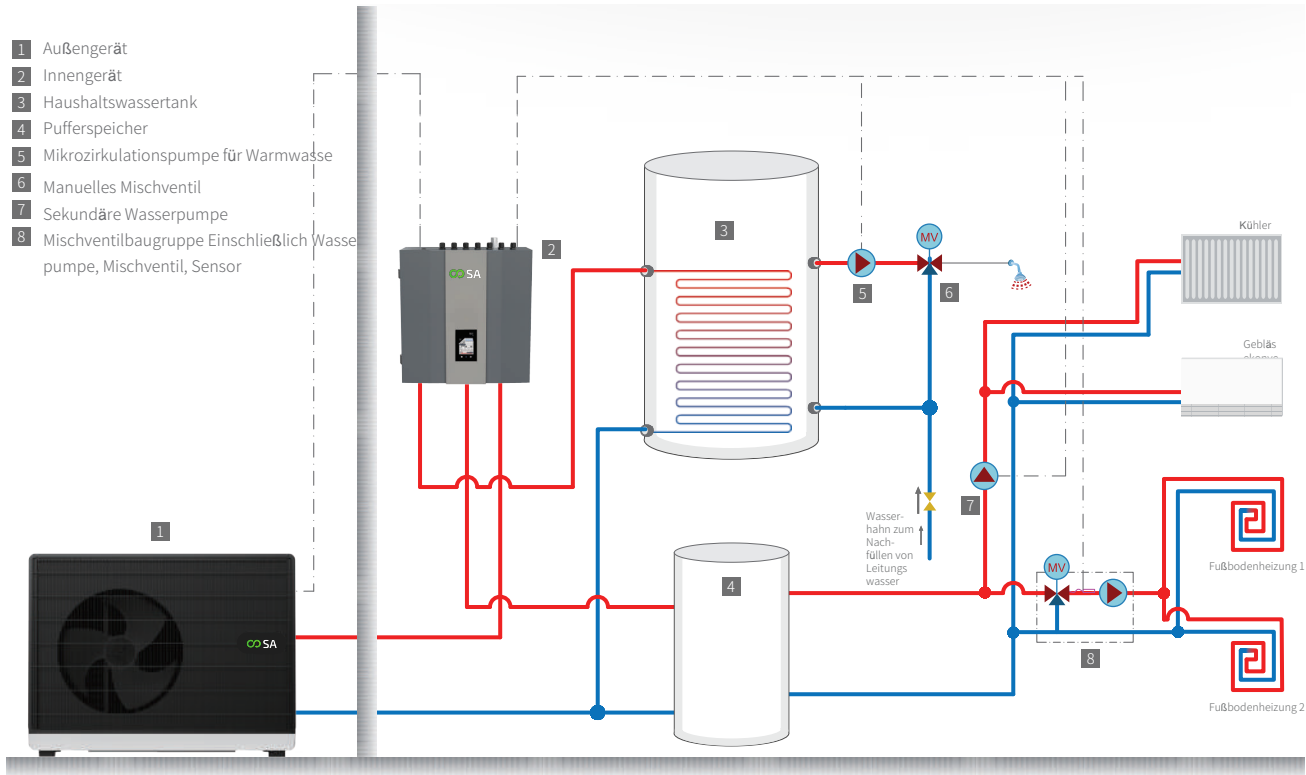 1 Außengerät
2 Innengerät
3 Haushaltswassertank
4 Pufferspeicher
5 Mikrozirkulationspumpe für Warmwasse
6 Manuelles Mischventil
7 Sekundäre Wasserpumpe
8 Mischventilbaugruppe Einschließlich Wasse
pumpe, Mischventil, Sensor
2
SA
3
MV
5
6
Kühler
Gebläs
7
Wasser-
hahn zum
Nach-
füllen von
Leitungs
wasser
1
SA
4
MV
8
Fußbodenheizung 1
Fußbodenheizung 2